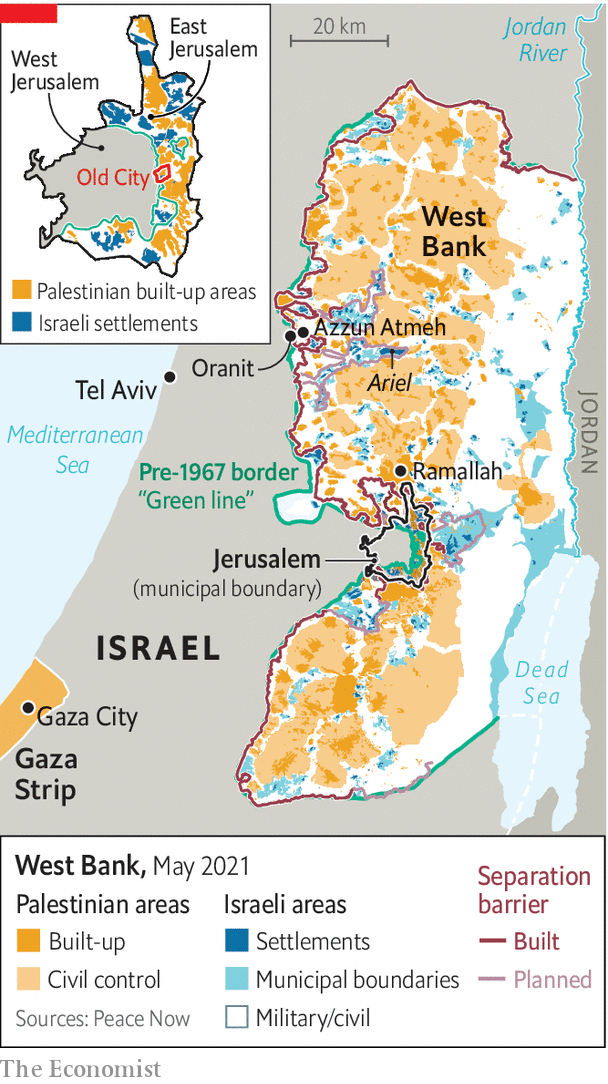 20 km
Jordan
River
East
Jerusalem
West
Jerusalem
Old City
Palestinian built-up areas
Israeli settlements
West
Bank
Azzun Atmeh
Oranit
Ariel
Tel Aviv
Mediterranean
Sea
JORDAN
Pre-1967 border
“Green line”
Ramallah
Jerusalem
(municipal boundary)
ISRAEL
Dead
Sea
Gaza City
Gaza
Strip
West Bank, May 2021
Palestinian areas
Built-up
Civil control
Sources: Peace Now
Israeli areas
Settlements
Municipal boundaries
Military/civil
Separation
barrier
Built
Planned
The Economist